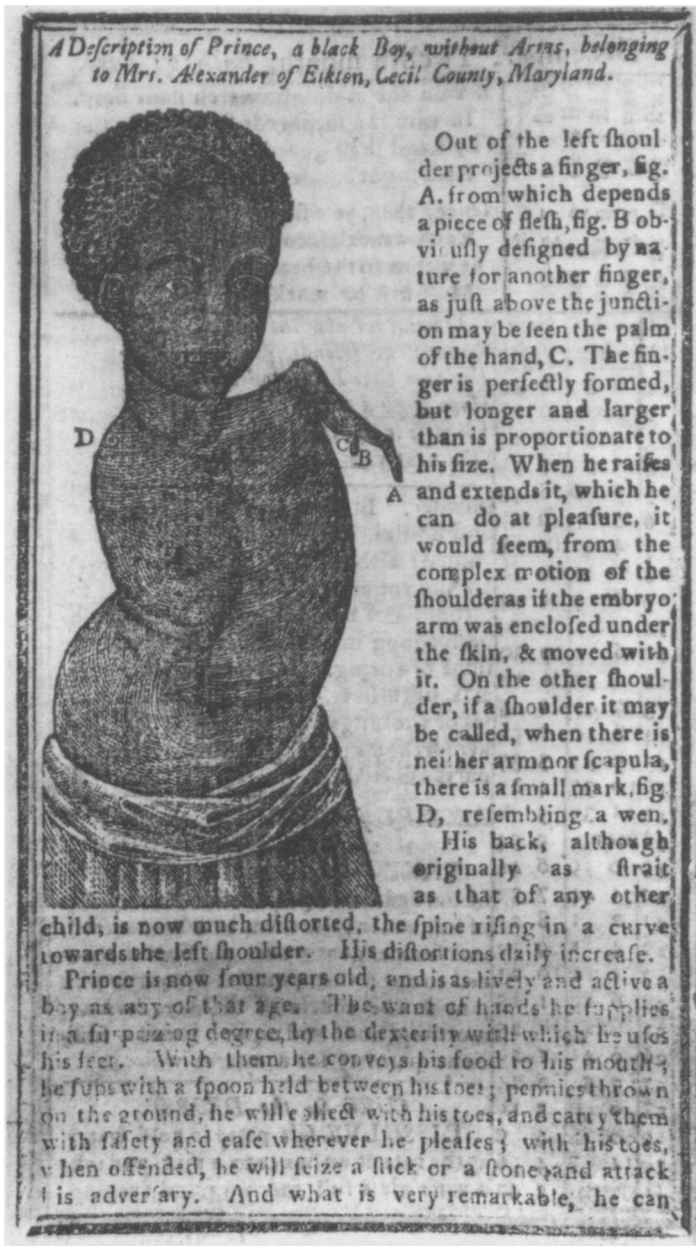 A Description of Prince, a black Boy, without Arms, belonging
to Mrs. Alexander of Elkton, Cecil County, Maryland.
Out of the left ſhoul
der projects a finger, fig.
A. from which depends
a piece of fleſh, fig. B ob-
viouſly deſigned by na
ture for another finger,
as juſt above the juncti-
on may be ſeen the palm
of the hand, C. The fin-
ger is perfectly formed,
but longer and larger
than is proportionate to
his ſize. When he raiſes
and extends it, which he
can do at pleaſure, it
would ſeem, from the
complex motion of the
ſhoulder as if the embryo
arm was encloſed under
the ſkin, & moved with
it. On the other ſhoul-
der, if a ſhoulder it may
be called, when there is
neither arm nor ſcapula,
there is a ſmall mark, fig
D, reſembling a wen.
His back, although
originally as ſtrait
as that of any other
child, is now much diſtorted, the ſpine riſing in a curve
towards the left ſhoulder. His diſtortions daily increaſe.
Prince is now four years old, and is as lively and active a
boy as any of that age. The want of hands he ſupplies
in a ſurpriſing degree, by the dexterity with which he uſes
his feet. With them he conveys his food to his mouth;
he ſups with a ſpoon held between his toes; pennies thrown
on the ground, he will collect with his toes, and carry them
with ſafety and eaſe wherever he pleaſes; with his toes,
when offended, he will ſeize a ſtick or a ſtone and attack
his adverſary. And what is very remarkable, he can
D
C
B
A